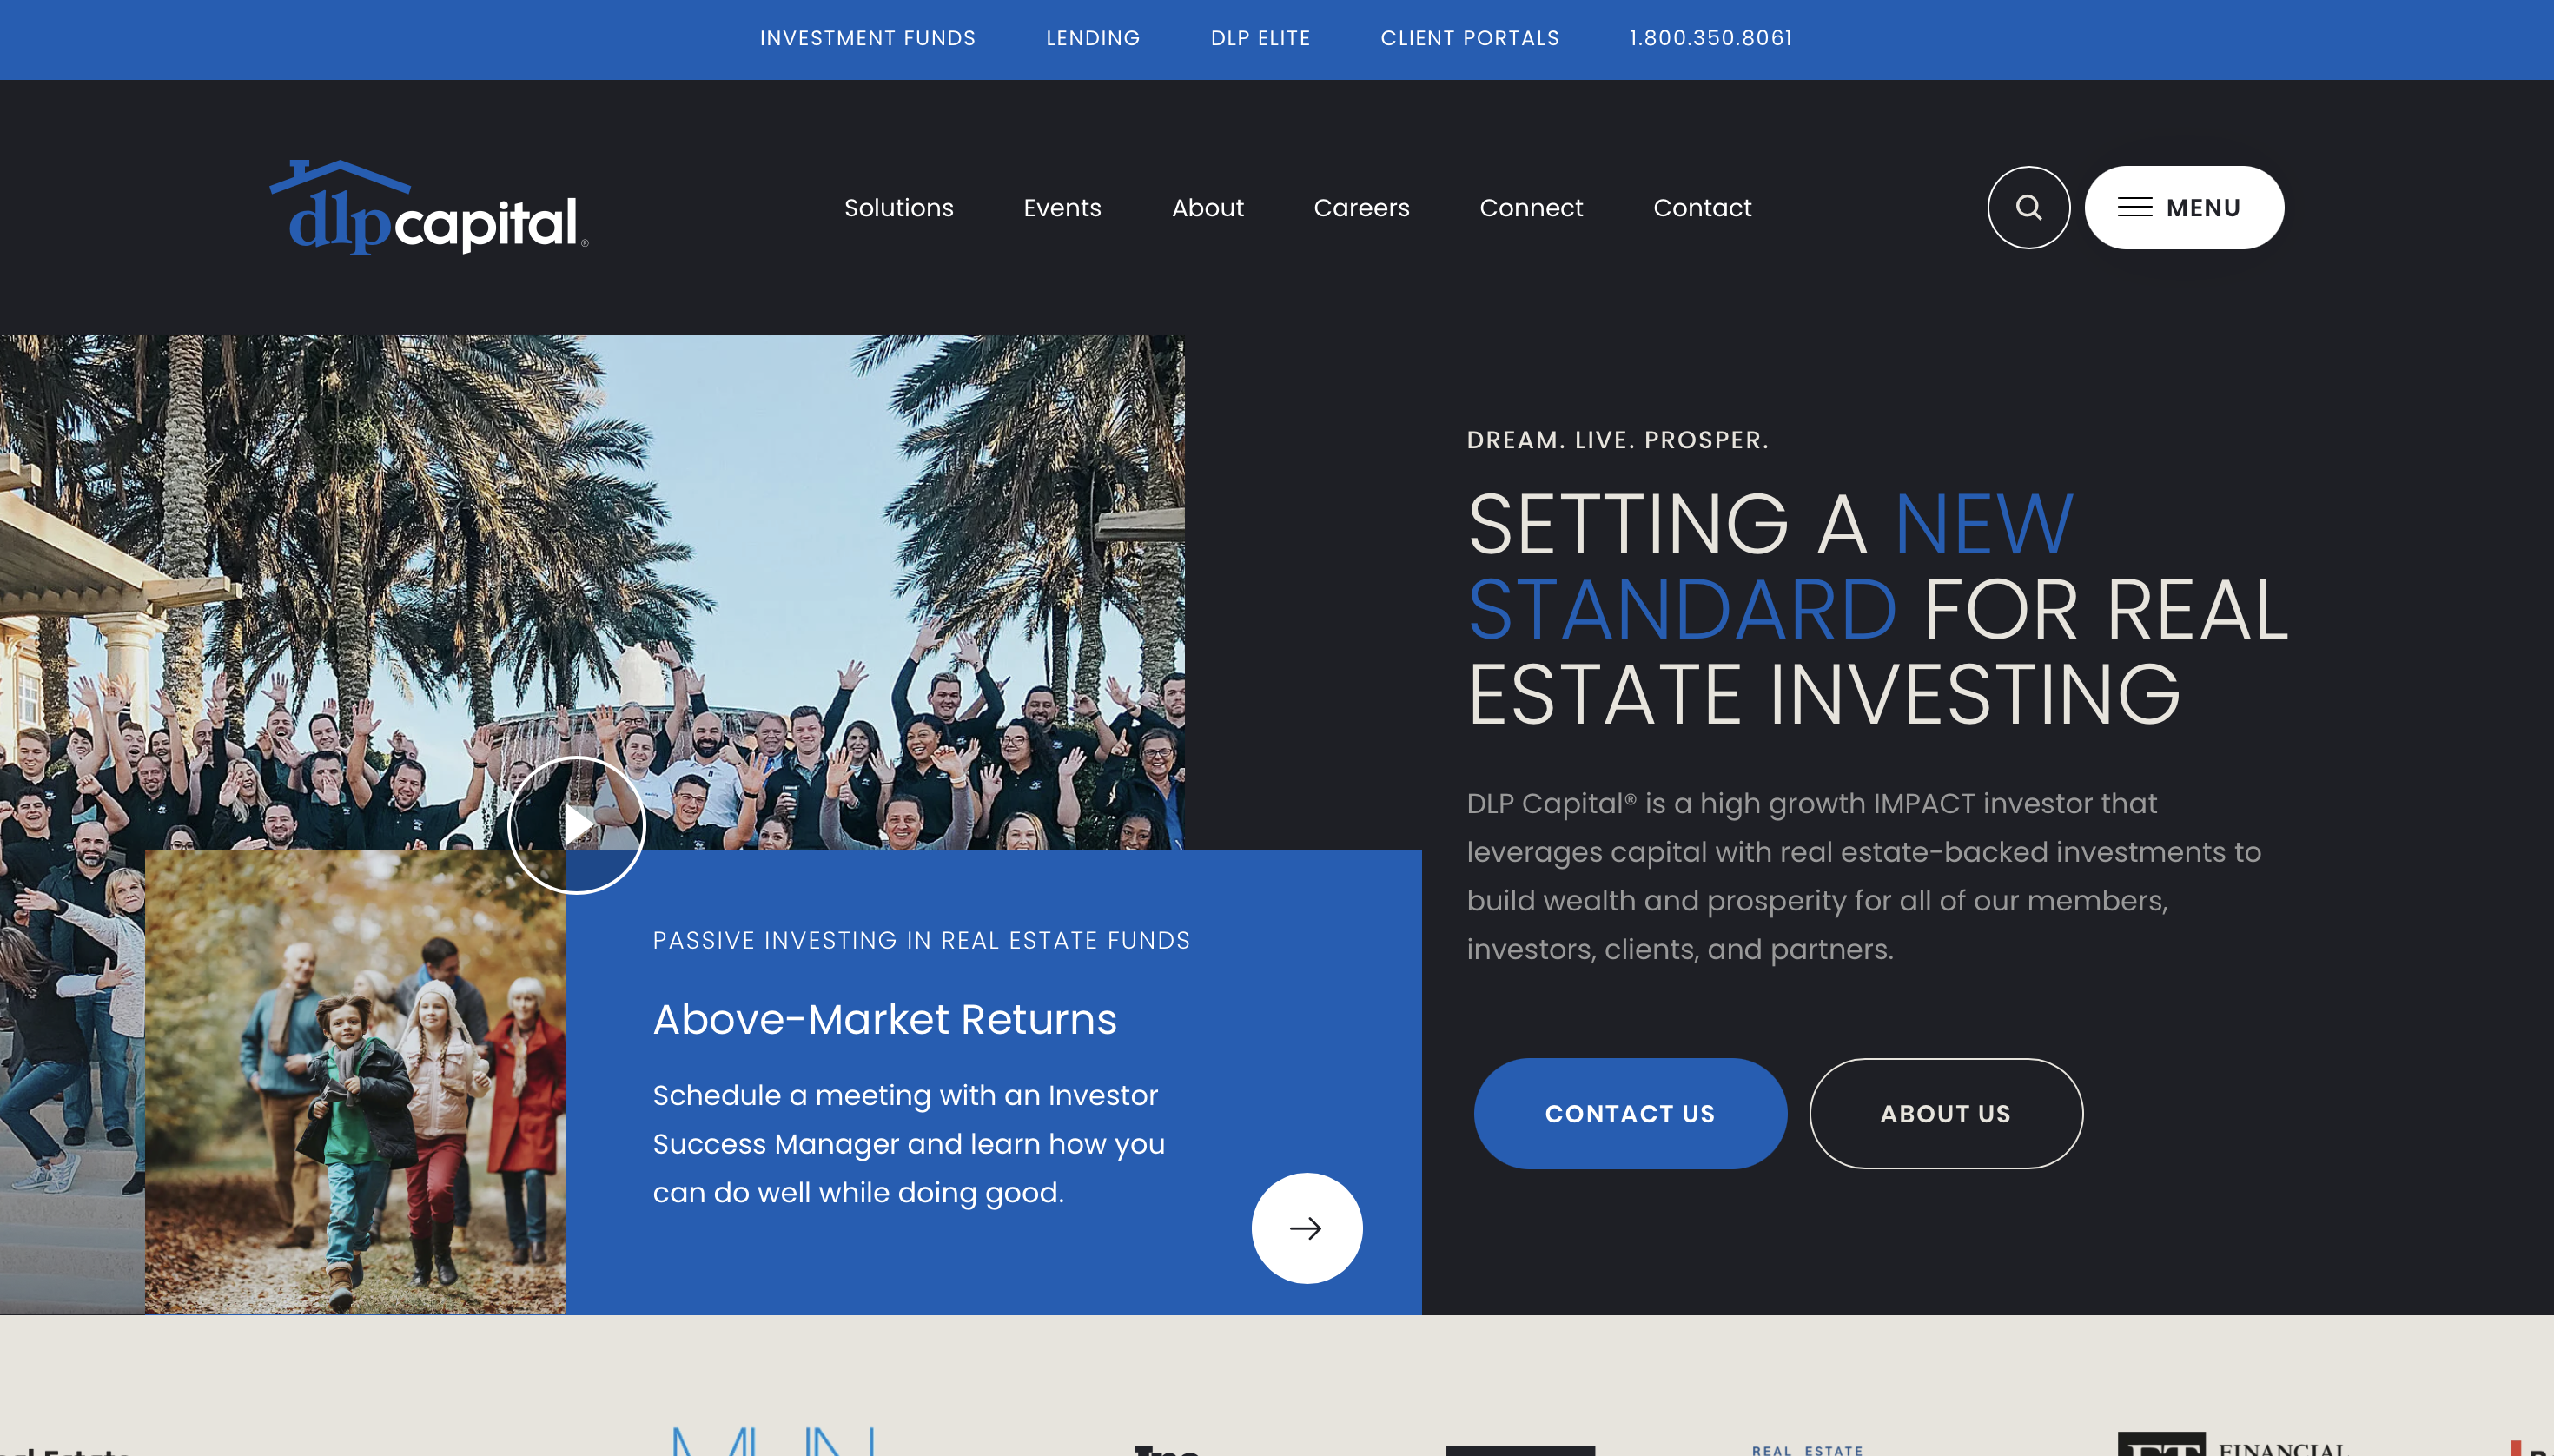 INVESTMENT FUNDS
LENDING
DLP ELITE
CLIENT PORTALS
1.800.350.8061
dlpcapital®
Solutions
Events
About
Careers
Connect
Contact
MENU
DREAM. LIVE. PROSPER.
SETTING A NEW
STANDARD FOR REAL
ESTATE INVESTING
DLP Capital® is a high growth IMPACT investor that
leverages capital with real estate-backed investments to
build wealth and prosperity for all of our members,
investors, clients, and partners.
CONTACT US
ABOUT US
PASSIVE INVESTING IN REAL ESTATE FUNDS
Above-Market Returns
Schedule a meeting with an Investor
Success Manager and learn how you
can do well while doing good.
REAL ESTATE
FINANCIAL